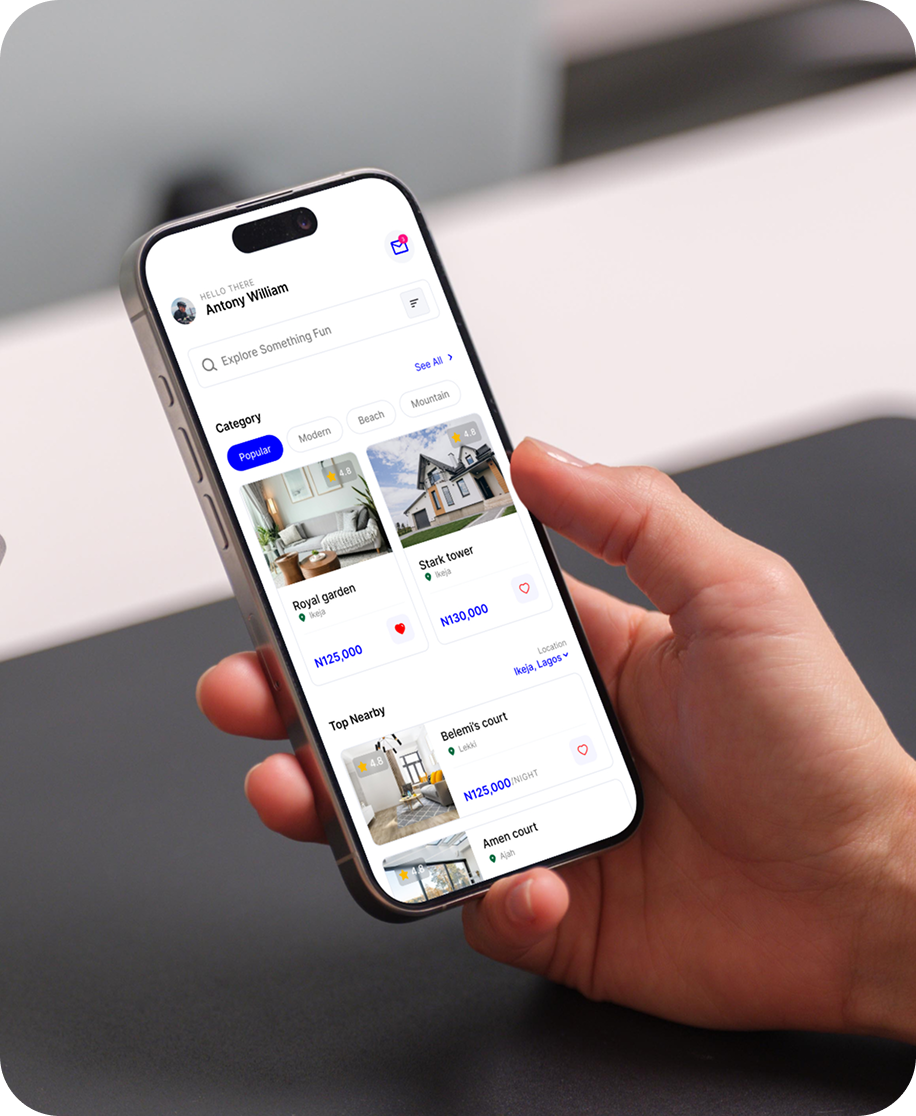 HELLO THERE
Antony William
Explore Something Fun
See All
Category
Popular
Modern
Beach
Mountain
4.8
4.8
Royal garden
Ikeja
N125,000
Stark tower
Ikeja
N130,000
Location
Ikeja, Lagos
Top Nearby
4.8
Belemi's court
Lekki
N125,000/NIGHT
4.8
Amen court
Ajah